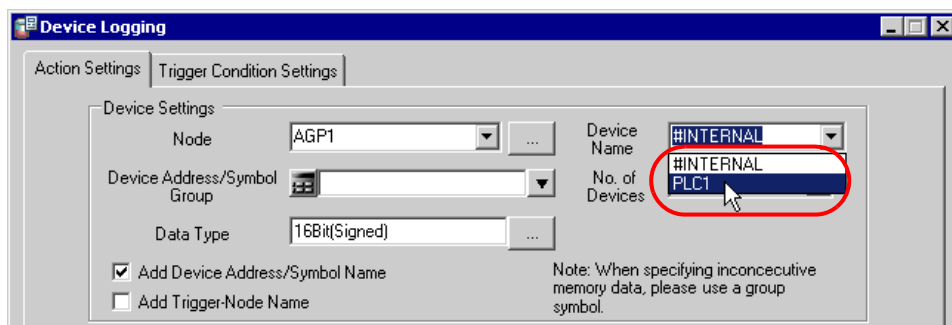 Device Logging
Action Settings
Trigger Condition Settings
Device Settings
Node
AGP1
...
Device
Name
#INTERNAL
#INTERNAL
PLC1
Device Address/Symbol
Group
No. of
Devices
Data Type
16Bit(Signed)
...
Add Device Address/Symbol Name
Add Trigger-Node Name
Note: When specifying inconcecutive
memory data, please use a group
symbol.